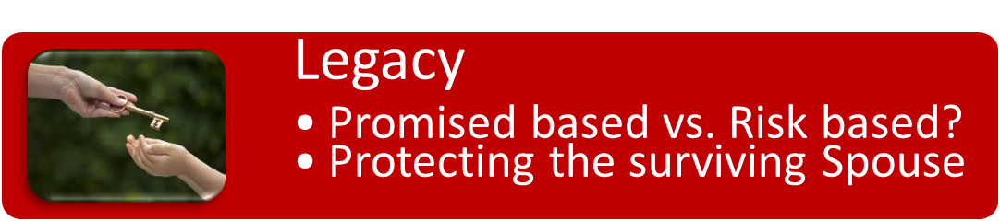 Legacy
• Promised based vs. Risk based?
• Protecting the surviving Spouse